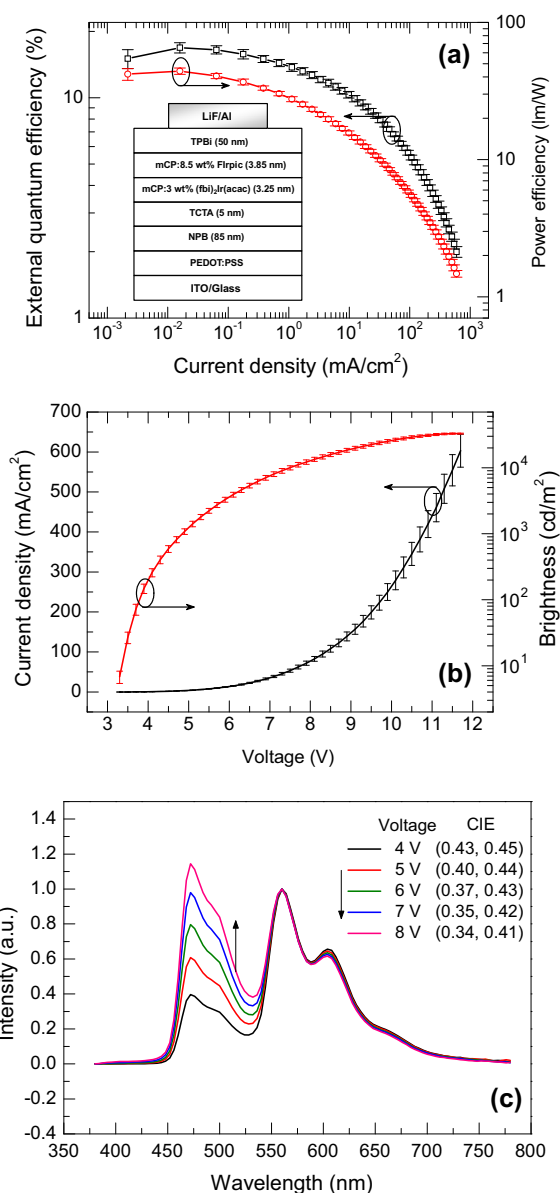 (a)
External quantum efficiency (%)
10
1
100
10
1
Power efficiency (lm/W)
LiF/Al
TPBi (50 nm)
mCP:8.5 wt% FIrpic (3.85 nm)
mCP:3 wt% (fbi)₂Ir(acac) (3.25 nm)
TCTA (5 nm)
NPB (85 nm)
PEDOT:PSS
ITO/Glass
10⁻³ 10⁻² 10⁻¹ 10⁰ 10¹ 10² 10³
Current density (mA/cm²)
Current density (mA/cm²)
700
600
500
400
300
200
100
0
10⁴
10³
10²
10¹
Brightness (cd/m²)
(b)
3 4 5 6 7 8 9 10 11 12
Voltage (V)
Intensity (a.u.)
1.4
1.2
1.0
0.8
0.6
0.4
0.2
0.0
-0.2
-0.4
Voltage CIE
4 V (0.43, 0.45)
5 V (0.40, 0.44)
6 V (0.37, 0.43)
7 V (0.35, 0.42)
8 V (0.34, 0.41)
(c)
350 400 450 500 550 600 650 700 750 800
Wavelength (nm)